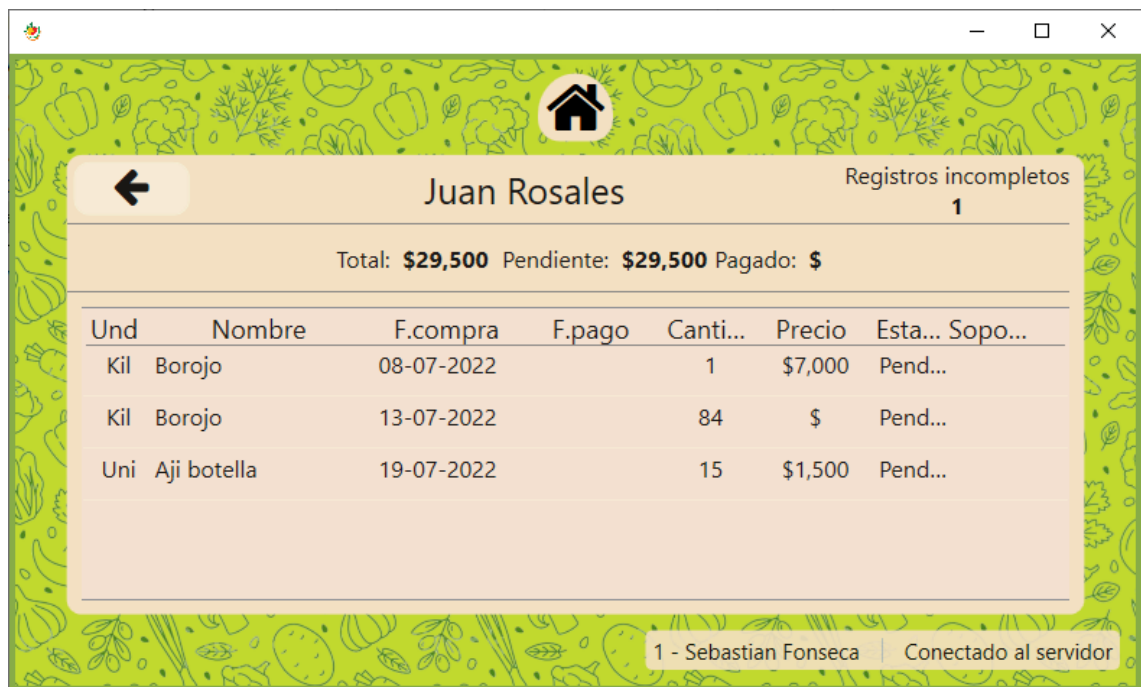 Juan Rosales
Registros incompletos
1
Total: $29,500 Pendiente: $29,500 Pagado: $
Und Nombre F.compra F.pago Canti... Precio Esta... Sopo...
Kil Borojo 08-07-2022 1 $7,000 Pend...
Kil Borojo 13-07-2022 84 $ Pend...
Uni Aji botella 19-07-2022 15 $1,500 Pend...
1 - Sebastian Fonseca Conectado al servidor